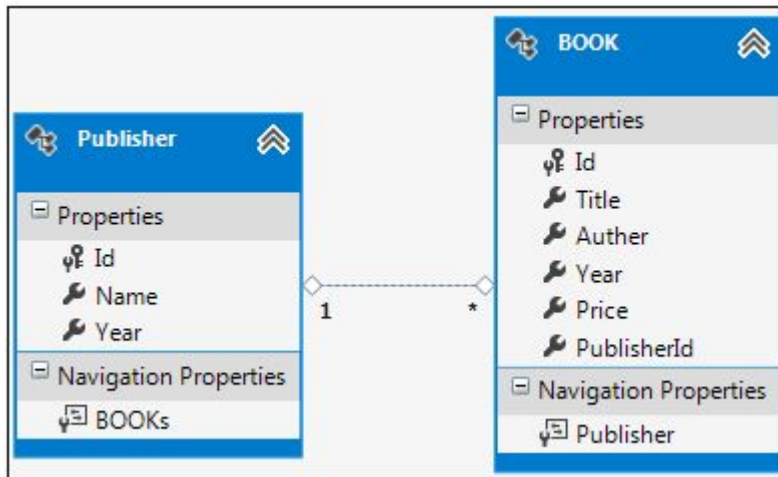 Publisher
Properties
Id
Name
Year
Navigation Properties
BOOKs
1
*
BOOK
Properties
Id
Title
Auther
Year
Price
PublisherId
Navigation Properties
Publisher